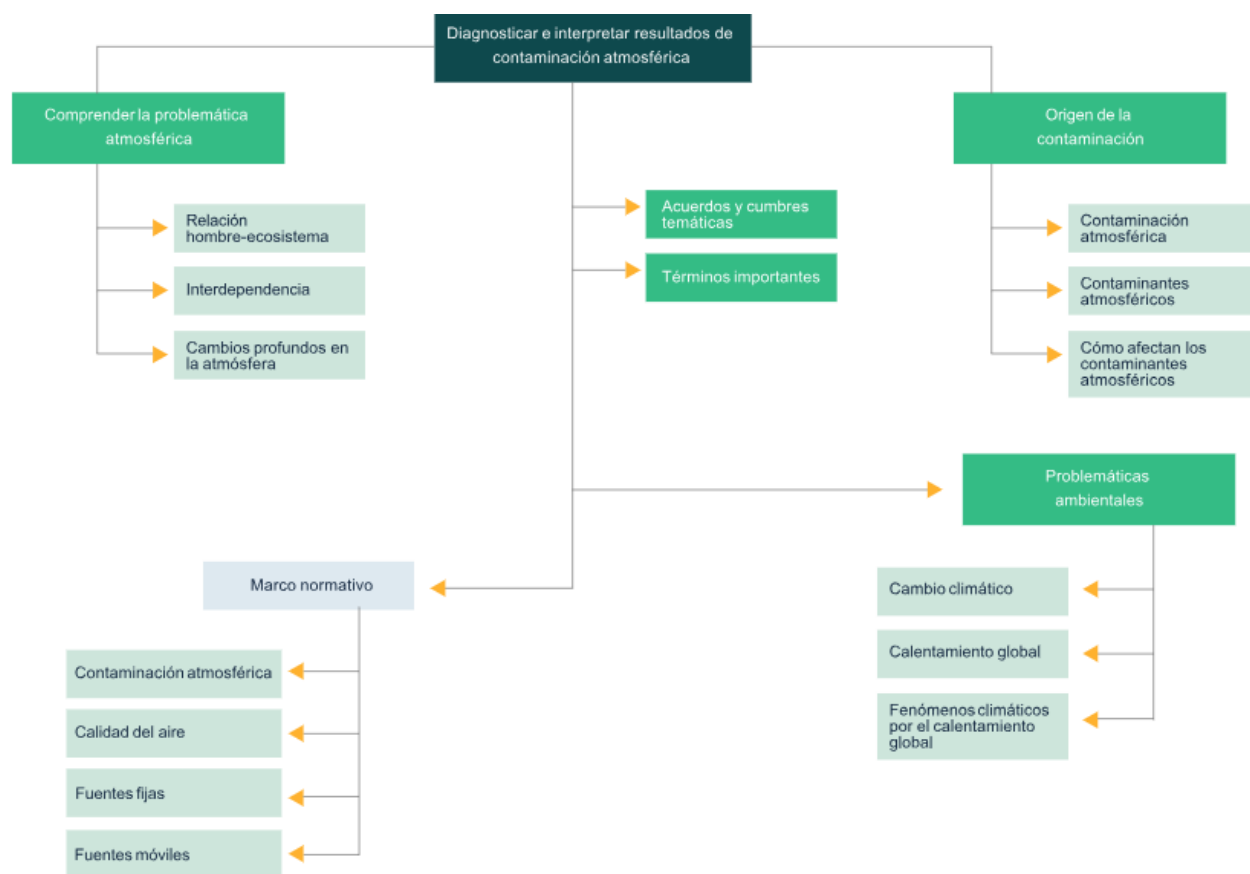 Diagnosticar e interpretar resultados de
contaminación atmosférica
Comprender la problemática
atmosférica
Relación
hombre-ecosistema
Interdependencia
Cambios profundos en
la atmósfera
Acuerdos y cumbres
temáticas
Términos importantes
Origen de la
contaminación
Contaminación
atmosférica
Contaminantes
atmosféricos
Cómo afectan los
contaminantes
atmosféricos
Problemáticas
ambientales
Cambio climático
Calentamiento global
Fenómenos climáticos
por el calentamiento
global
Marco normativo
Contaminación atmosférica
Calidad del aire
Fuentes fijas
Fuentes móviles